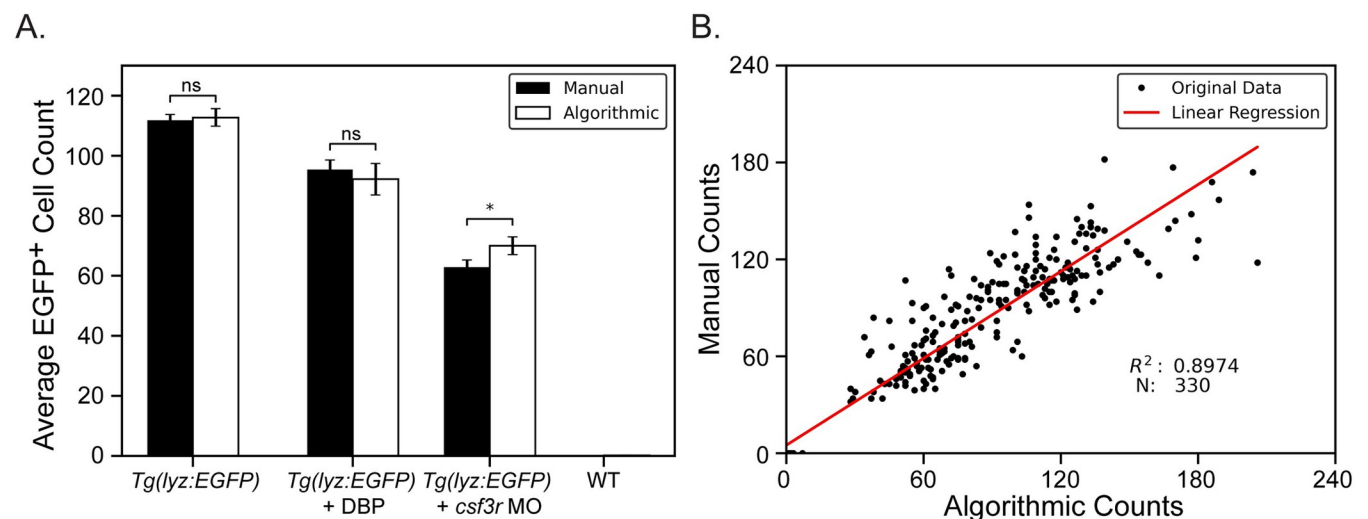 A.
Average EGFP+ Cell Count
120
100
80
60
40
20
0
ns
ns
*
Manual
Algorithmic
Tg(lyz:EGFP)
Tg(lyz:EGFP)
+ DBP
Tg(lyz:EGFP)
+ csf3r MO
WT
B.
Manual Counts
240
180
120
60
0
Original Data
Linear Regression
R² : 0.8974
N: 330
0
60
120
180
240
Algorithmic Counts